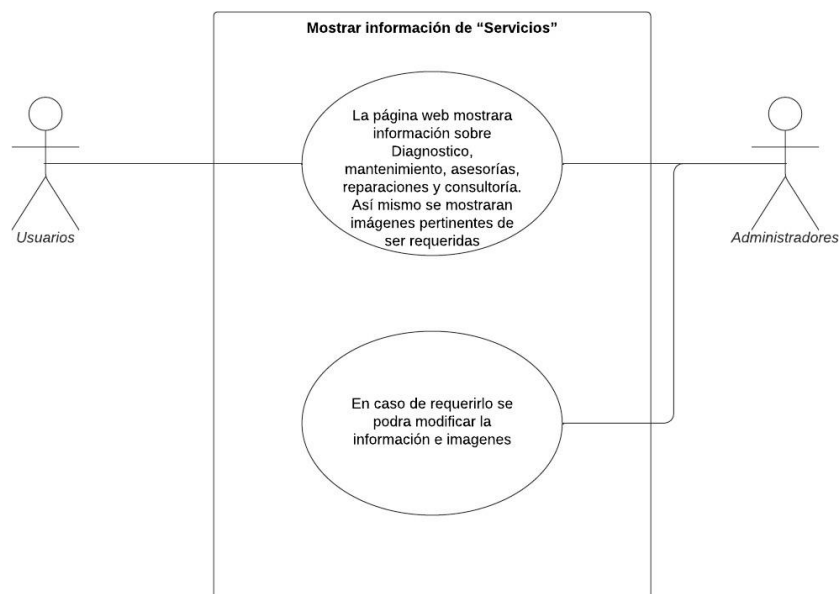 Mostrar información de “Servicios”
La página web mostrara
información sobre
Diagnostico,
mantenimiento, asesorías,
reparaciones y consultoría.
Así mismo se mostraran
imágenes pertinentes de
ser requeridas
Usuarios
Administradores
En caso de requerirlo se
podra modificar la
información e imagenes